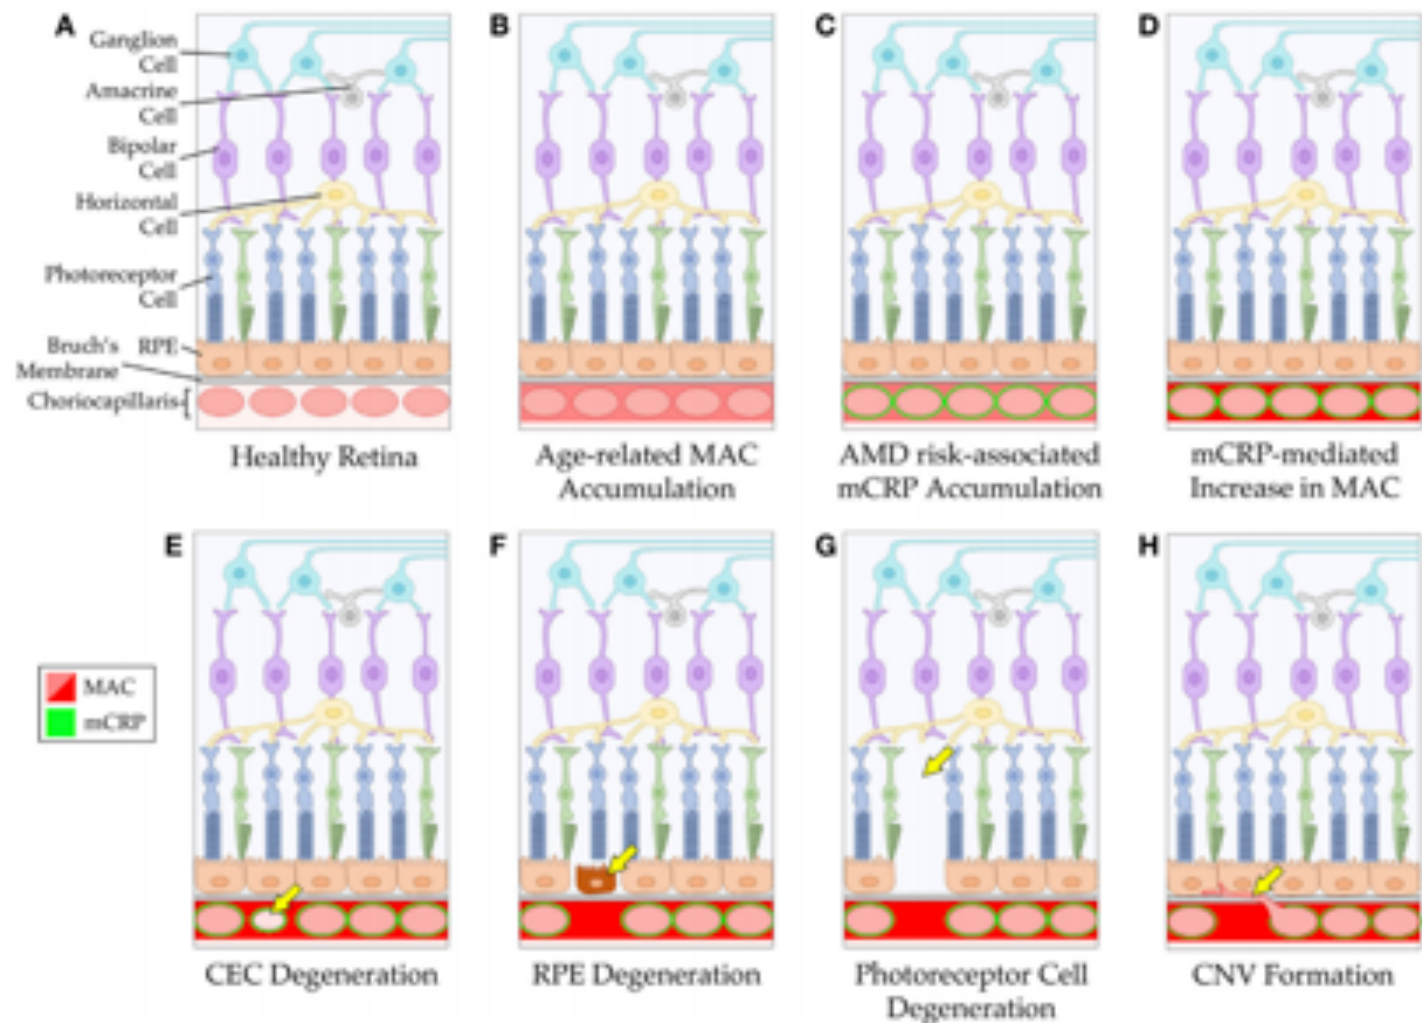 A
Ganglion
Cell
Amacrine
Cell
Bipolar
Cell
Horizontal
Cell
Photoreceptor
Cell
Bruch's RPE
Membrane
Choriocapillaris
Healthy Retina
B
Age-related MAC
Accumulation
C
AMD risk-associated
mCRP Accumulation
D
mCRP-mediated
Increase in MAC
MAC
mCRP
E
CEC Degeneration
F
RPE Degeneration
G
Photoreceptor Cell
Degeneration
H
CNV Formation